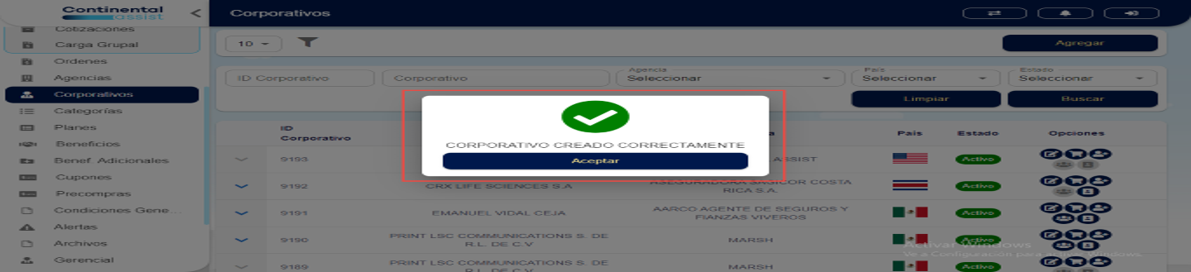 Continental
assist
Corporativos
Cotizaciones
Carga Grupal
Ordenes
Agencias
Corporativos
Categorías
Planes
Beneficios
Benef. Adicionales
Cupones
Precompras
Condiciones Gene...
Alertas
Archivos
Gerencial
10
Agregar
ID Corporativo
Corporativo
Agencia
Seleccionar
País
Seleccionar
Estado
Seleccionar
Limpiar
Buscar
CORPORATIVO CREADO CORRECTAMENTE
Aceptar
ID
Corporativo
País
Estado
Opciones
9193
ASSIST
Activo
9192
CRX LIFE SCIENCES S.A
ASEGURADORA SAGICOR COSTA
RICA S.A.
Activo
9191
EMANUEL VIDAL CEJA
AARCO AGENTE DE SEGUROS Y
FIANZAS VIVEROS
Activo
9190
PRINT LSC COMMUNICATIONS S. DE
R.L. DE C.V
MARSH
Activo
9189
PRINT LSC COMMUNICATIONS S. DE
R.L. DE C.V
MARSH
Activo
Activar Windows
Ve a Configuración para activar Windows.